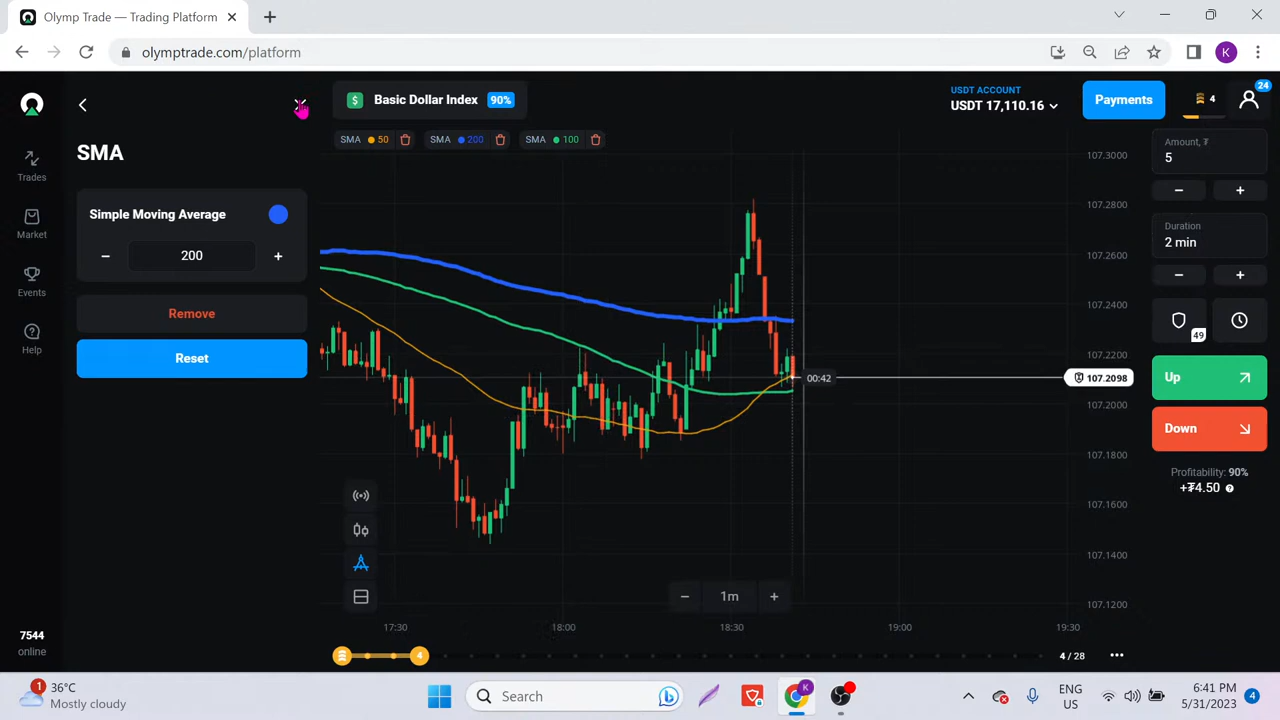 Olymp Trade — Trading Platform
olymptrade.com/platform
K
SMA
Simple Moving Average
200
Remove
Reset
Trades
Market
Events
Help
7544
online
$ Basic Dollar Index 90%
SMA 50 SMA 200 SMA 100
USDT ACCOUNT
USDT 17,110.16
Payments
4
24
107.3000
107.2800
107.2600
107.2400
107.2200
107.2098
107.2000
107.1800
107.1600
107.1400
107.1200
00:42
1m
17:30 18:00 18:30 19:00 19:30
4
4 / 28
Amount, ₮
5
Duration
2 min
49
Up
Down
Profitability: 90%
+₮4.50
1
36°C
Mostly cloudy
Search
K
ENG
US
6:41 PM
5/31/2023
4